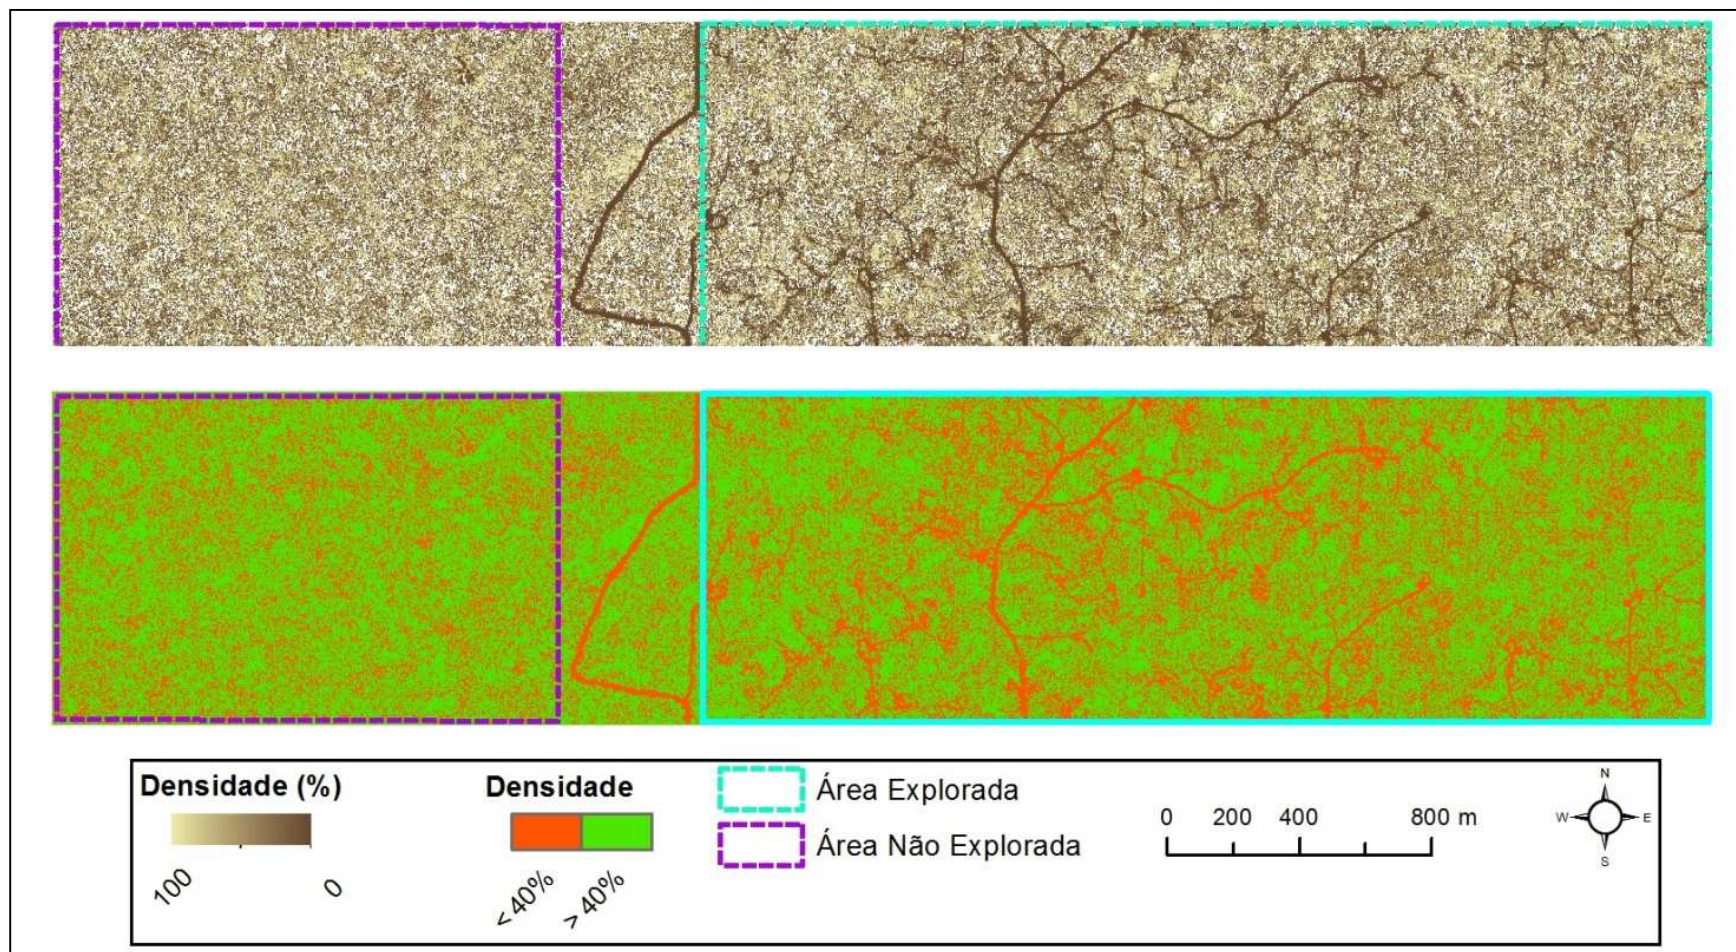 Densidade (%)
100
0
Densidade
<40%
>40%
Área Explorada
Área Não Explorada
0 200 400 800 m
N
W E
S